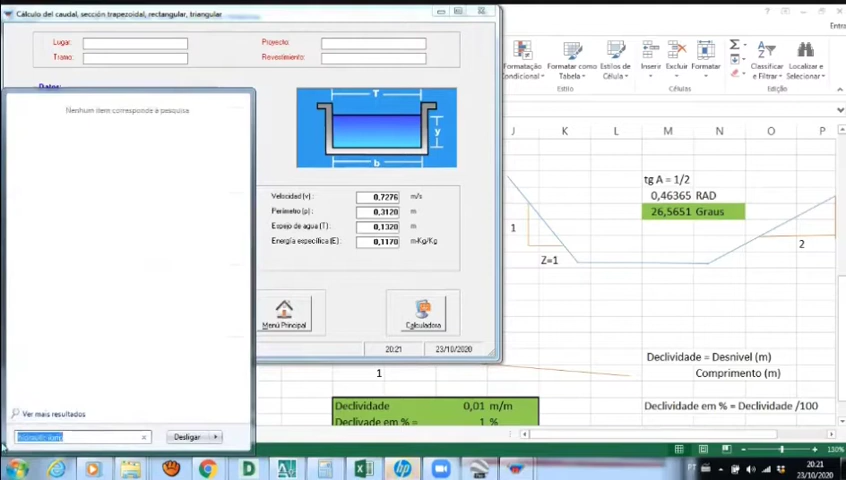 Cálculo del caudal, sección trapezoidal, rectangular, triangular
Lugar:
Proyecto:
Tramo:
Revestimiento:
Datos:
Nenhum item corresponde à pesquisa
T
y
b
Velocidad (v) : 0,7276 m/s
Perímetro (p) : 0,3120 m
Espejo de agua (T) : 0,1320 m
Energía específica (E) : 0,1170 m-Kg/Kg
Menú Principal
Calculadora
20:21 23/10/2020
Ver mais resultados
Desligar
Entra
Formatação Condicional
Formatar como Tabela
Estilos de Célula
Inserir
Excluir
Formatar
Classificar e Filtrar
Localizar e Selecionar
Estilo
Células
Edição
J K L M N O P
tg A = 1/2
0,46365 RAD
26,5651 Graus
1
Z=1
2
1
Declividade = Desnivel (m)
Comprimento (m)
Declividade 0,01 m/m
Declividade em % = Declividade /100
Declivade em % = 1 %
130%
PT
20:21
23/10/2020